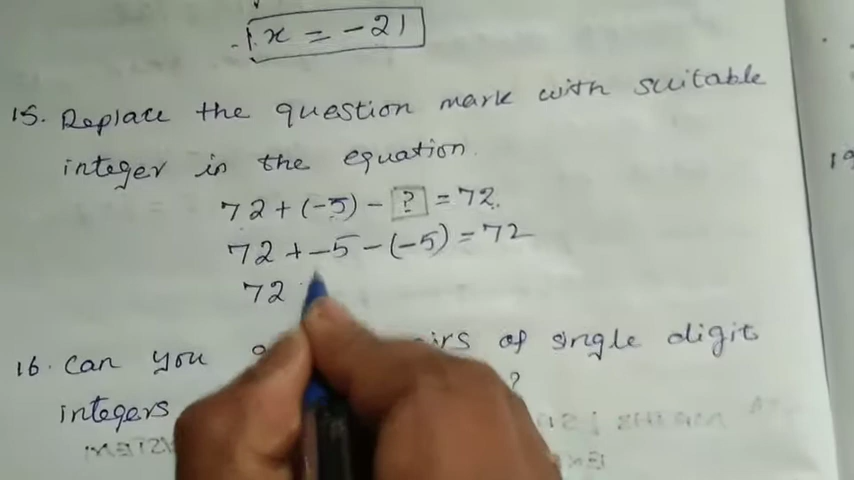 x = -21
15. Replace the question mark with suitable
integer in the equation.
72 + (-5) - ? = 72.
72 + -5 - (-5) = 72
72
16. Can you of single digit
integers ?